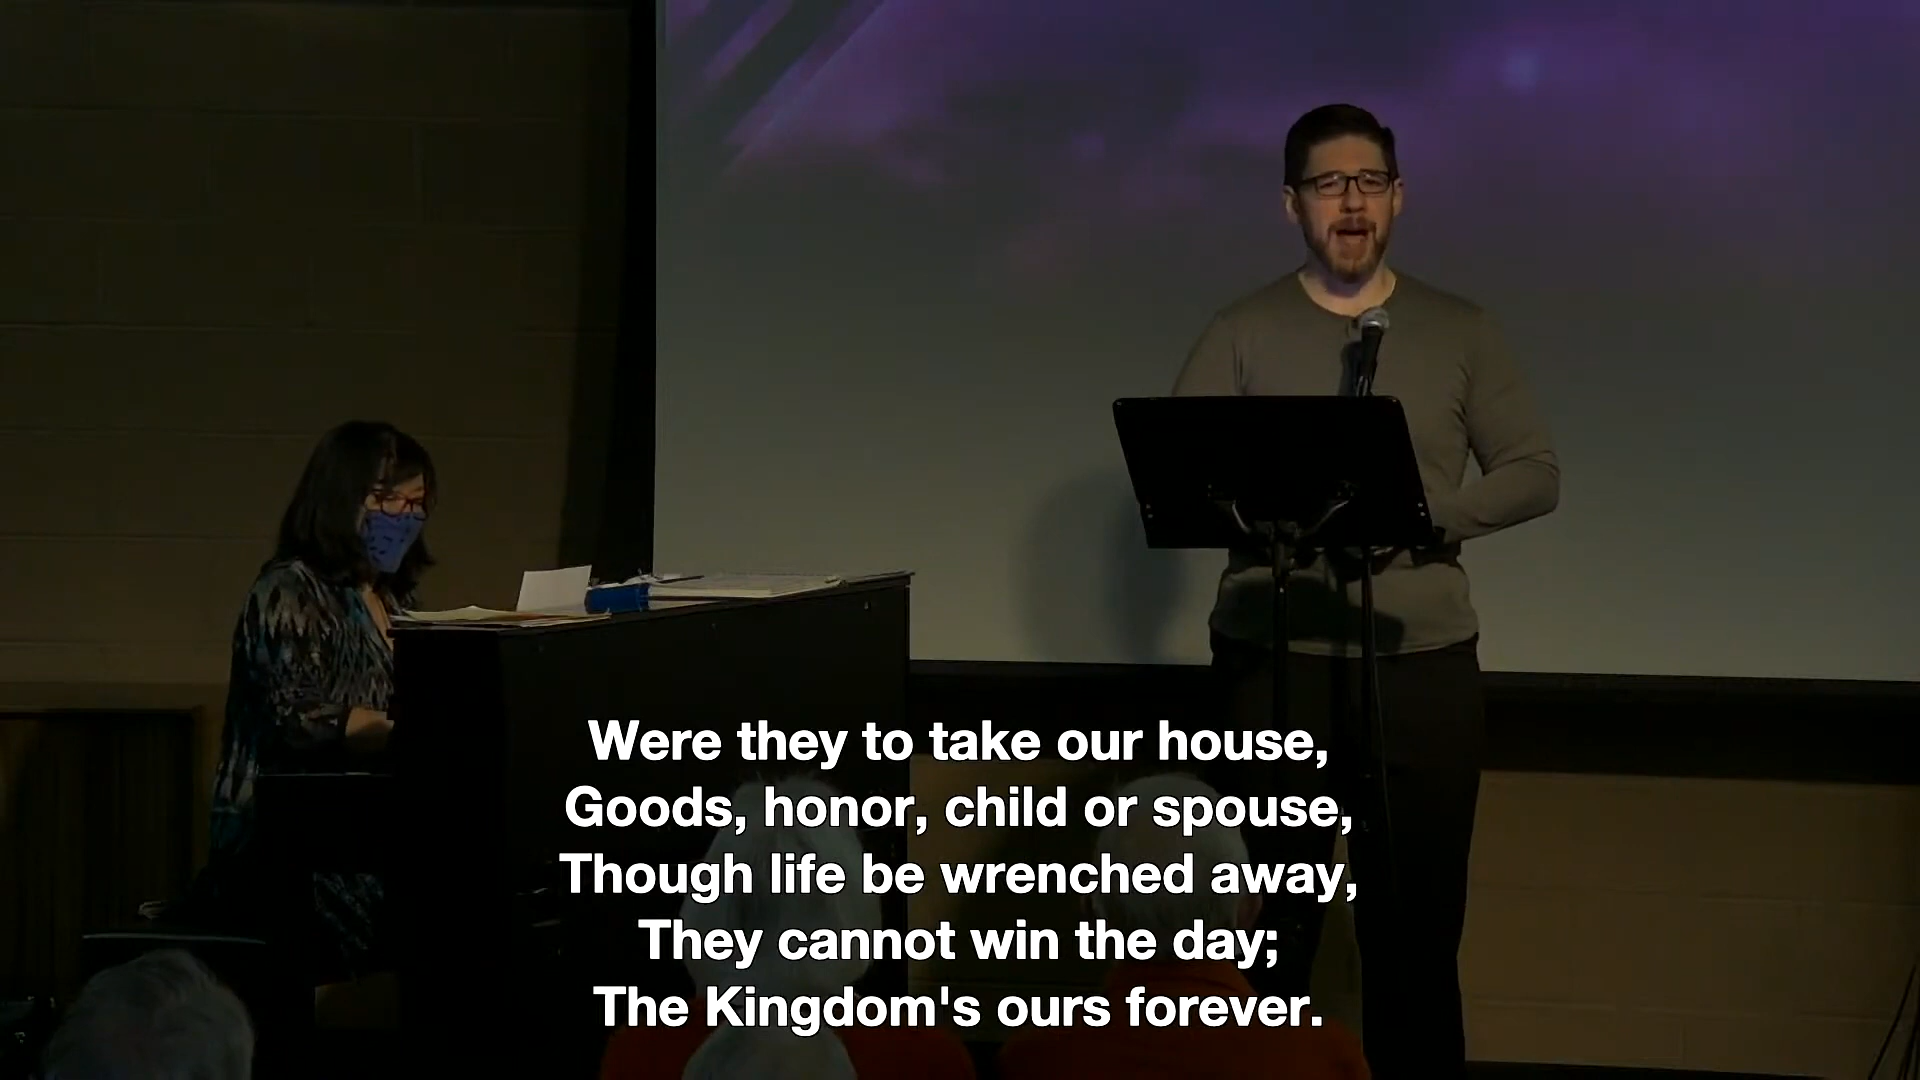 Were they to take our house,
Goods, honor, child or spouse,
Though life be wrenched away,
They cannot win the day;
The Kingdom's ours forever.